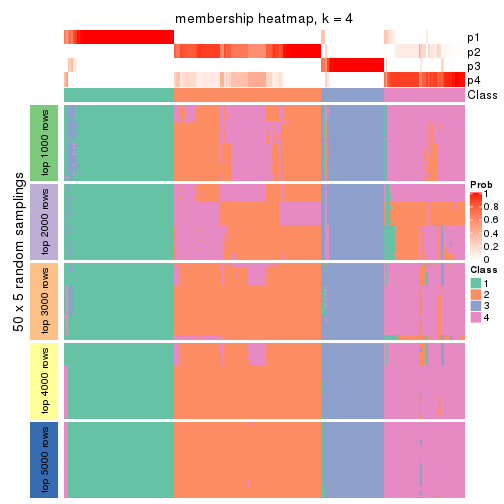 membership heatmap, k = 4
p1
p2
p3
p4
Class
50 x 5 random samplings
top 1000 rows
top 2000 rows
top 3000 rows
top 4000 rows
top 5000 rows
Prob
1
0.8
0.6
0.4
0.2
0
Class
1
2
3
4